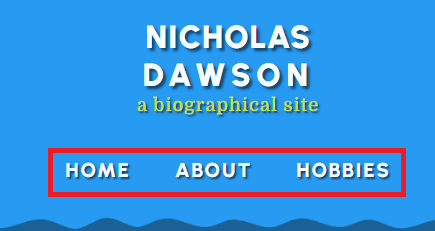 NICHOLAS
DAWSON
a biographical site
HOME ABOUT HOBBIES